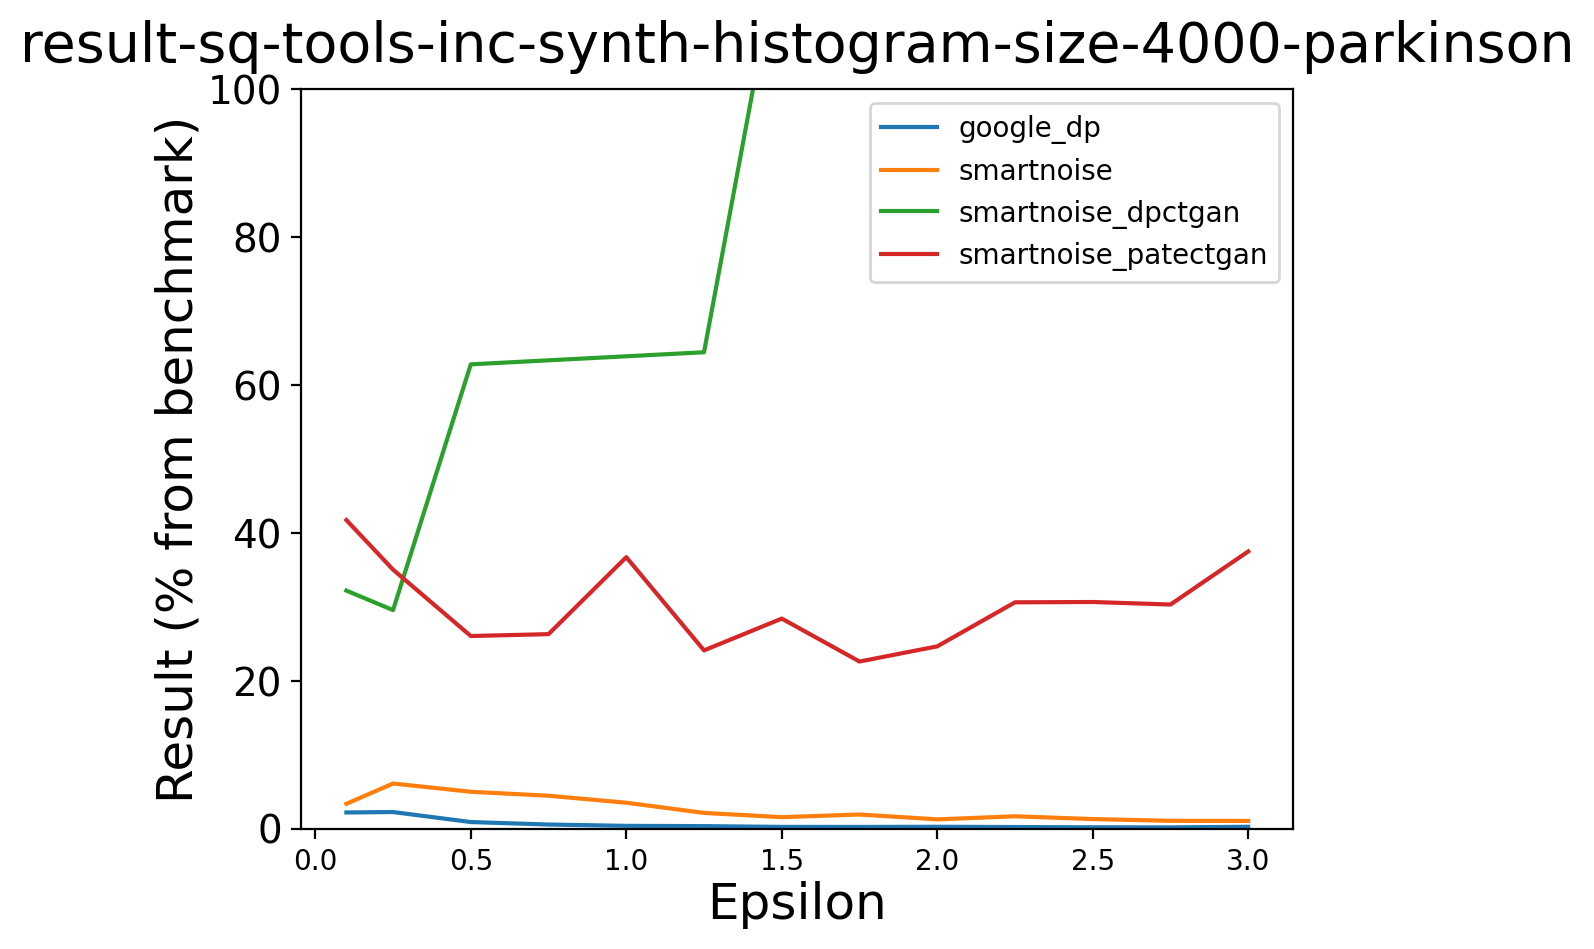 result-sq-tools-inc-synth-histogram-size-4000-parkinson
Result (% from benchmark)
100
80
60
40
20
0
google_dp
smartnoise
smartnoise_dpctgan
smartnoise_patectgan
0.0 0.5 1.0 1.5 2.0 2.5 3.0
Epsilon